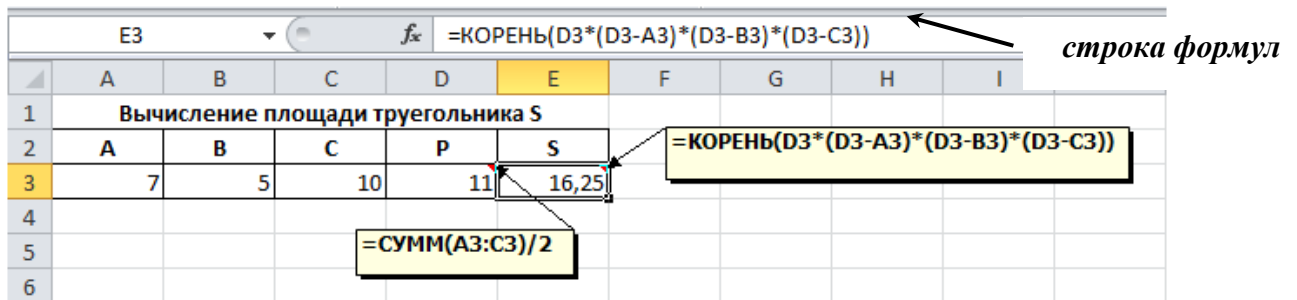 E3 fx =КОРЕНЬ(D3*(D3-A3)*(D3-B3)*(D3-C3))
строка формул
A B C D E F G H I
1 Вычисление площади труегольника S
2 A B C P S =КОРЕНЬ(D3*(D3-A3)*(D3-B3)*(D3-C3))
3 7 5 10 11 16,25
4
5 =СУММ(A3:C3)/2
6